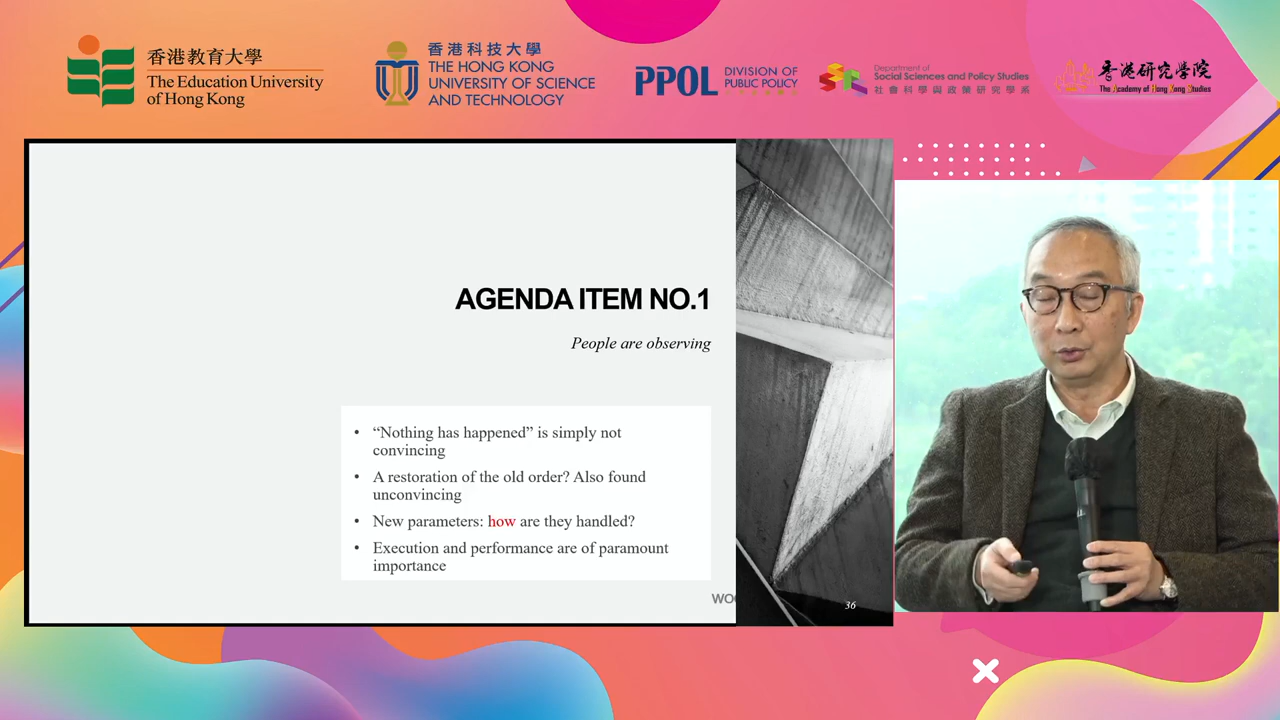 香港教育大學
The Education University
of Hong Kong
香港科技大學
THE HONG KONG
UNIVERSITY OF SCIENCE
AND TECHNOLOGY
PPOL
DIVISION OF
PUBLIC POLICY
Department of
Social Sciences and Policy Studies
社會科學與政策研究學系
香港研究學院
The Academy of Hong Kong Studies
AGENDA ITEM NO.1
People are observing
• “Nothing has happened” is simply not
convincing
• A restoration of the old order? Also found
unconvincing
• New parameters: how are they handled?
• Execution and performance are of paramount
importance
36